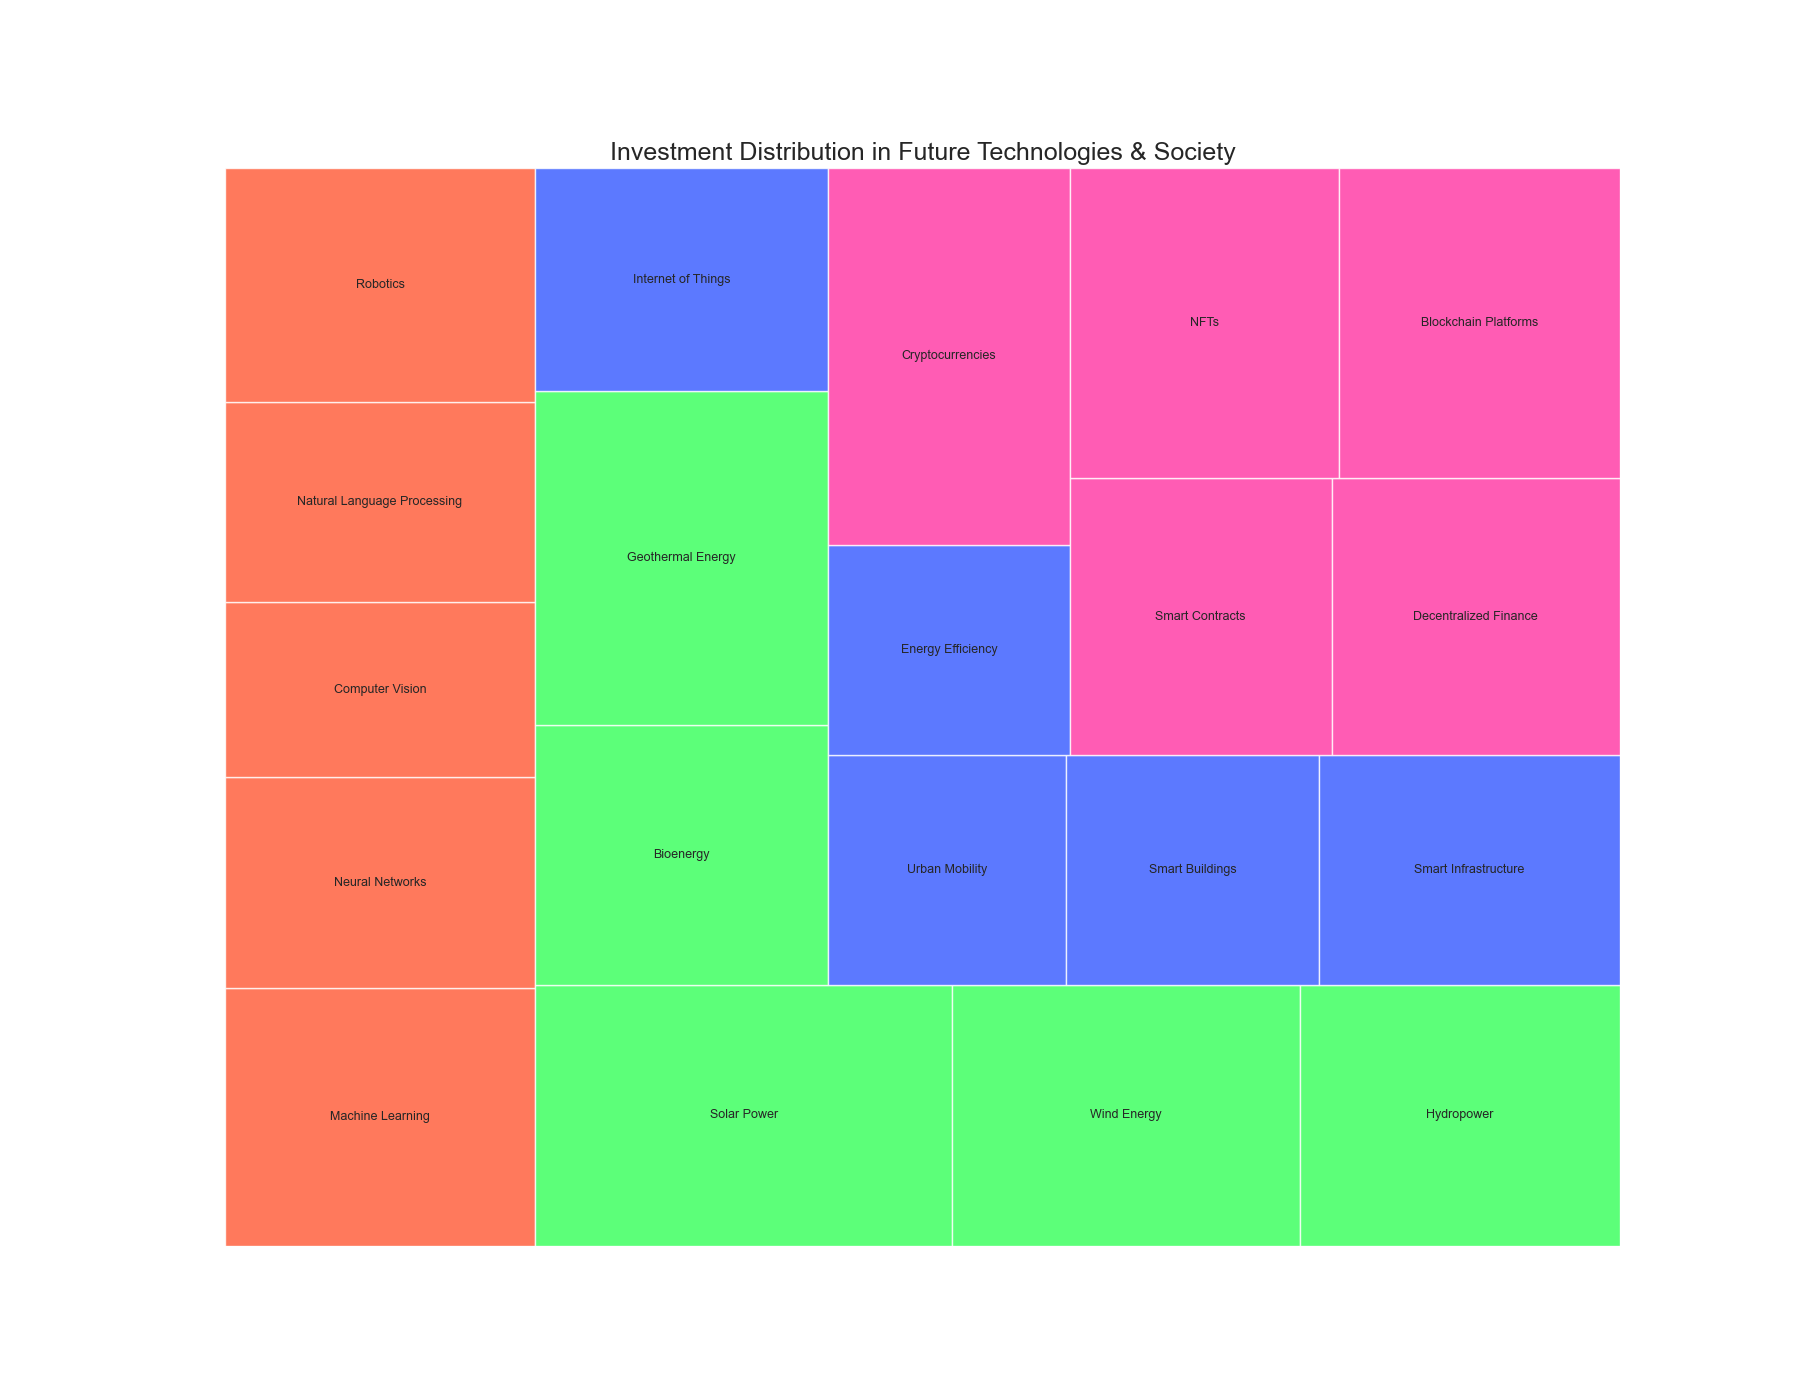 Investment Distribution in Future Technologies & Society
Robotics
Internet of Things
Cryptocurrencies
NFTs
Blockchain Platforms
Natural Language Processing
Geothermal Energy
Energy Efficiency
Smart Contracts
Decentralized Finance
Computer Vision
Neural Networks
Bioenergy
Urban Mobility
Smart Buildings
Smart Infrastructure
Machine Learning
Solar Power
Wind Energy
Hydropower